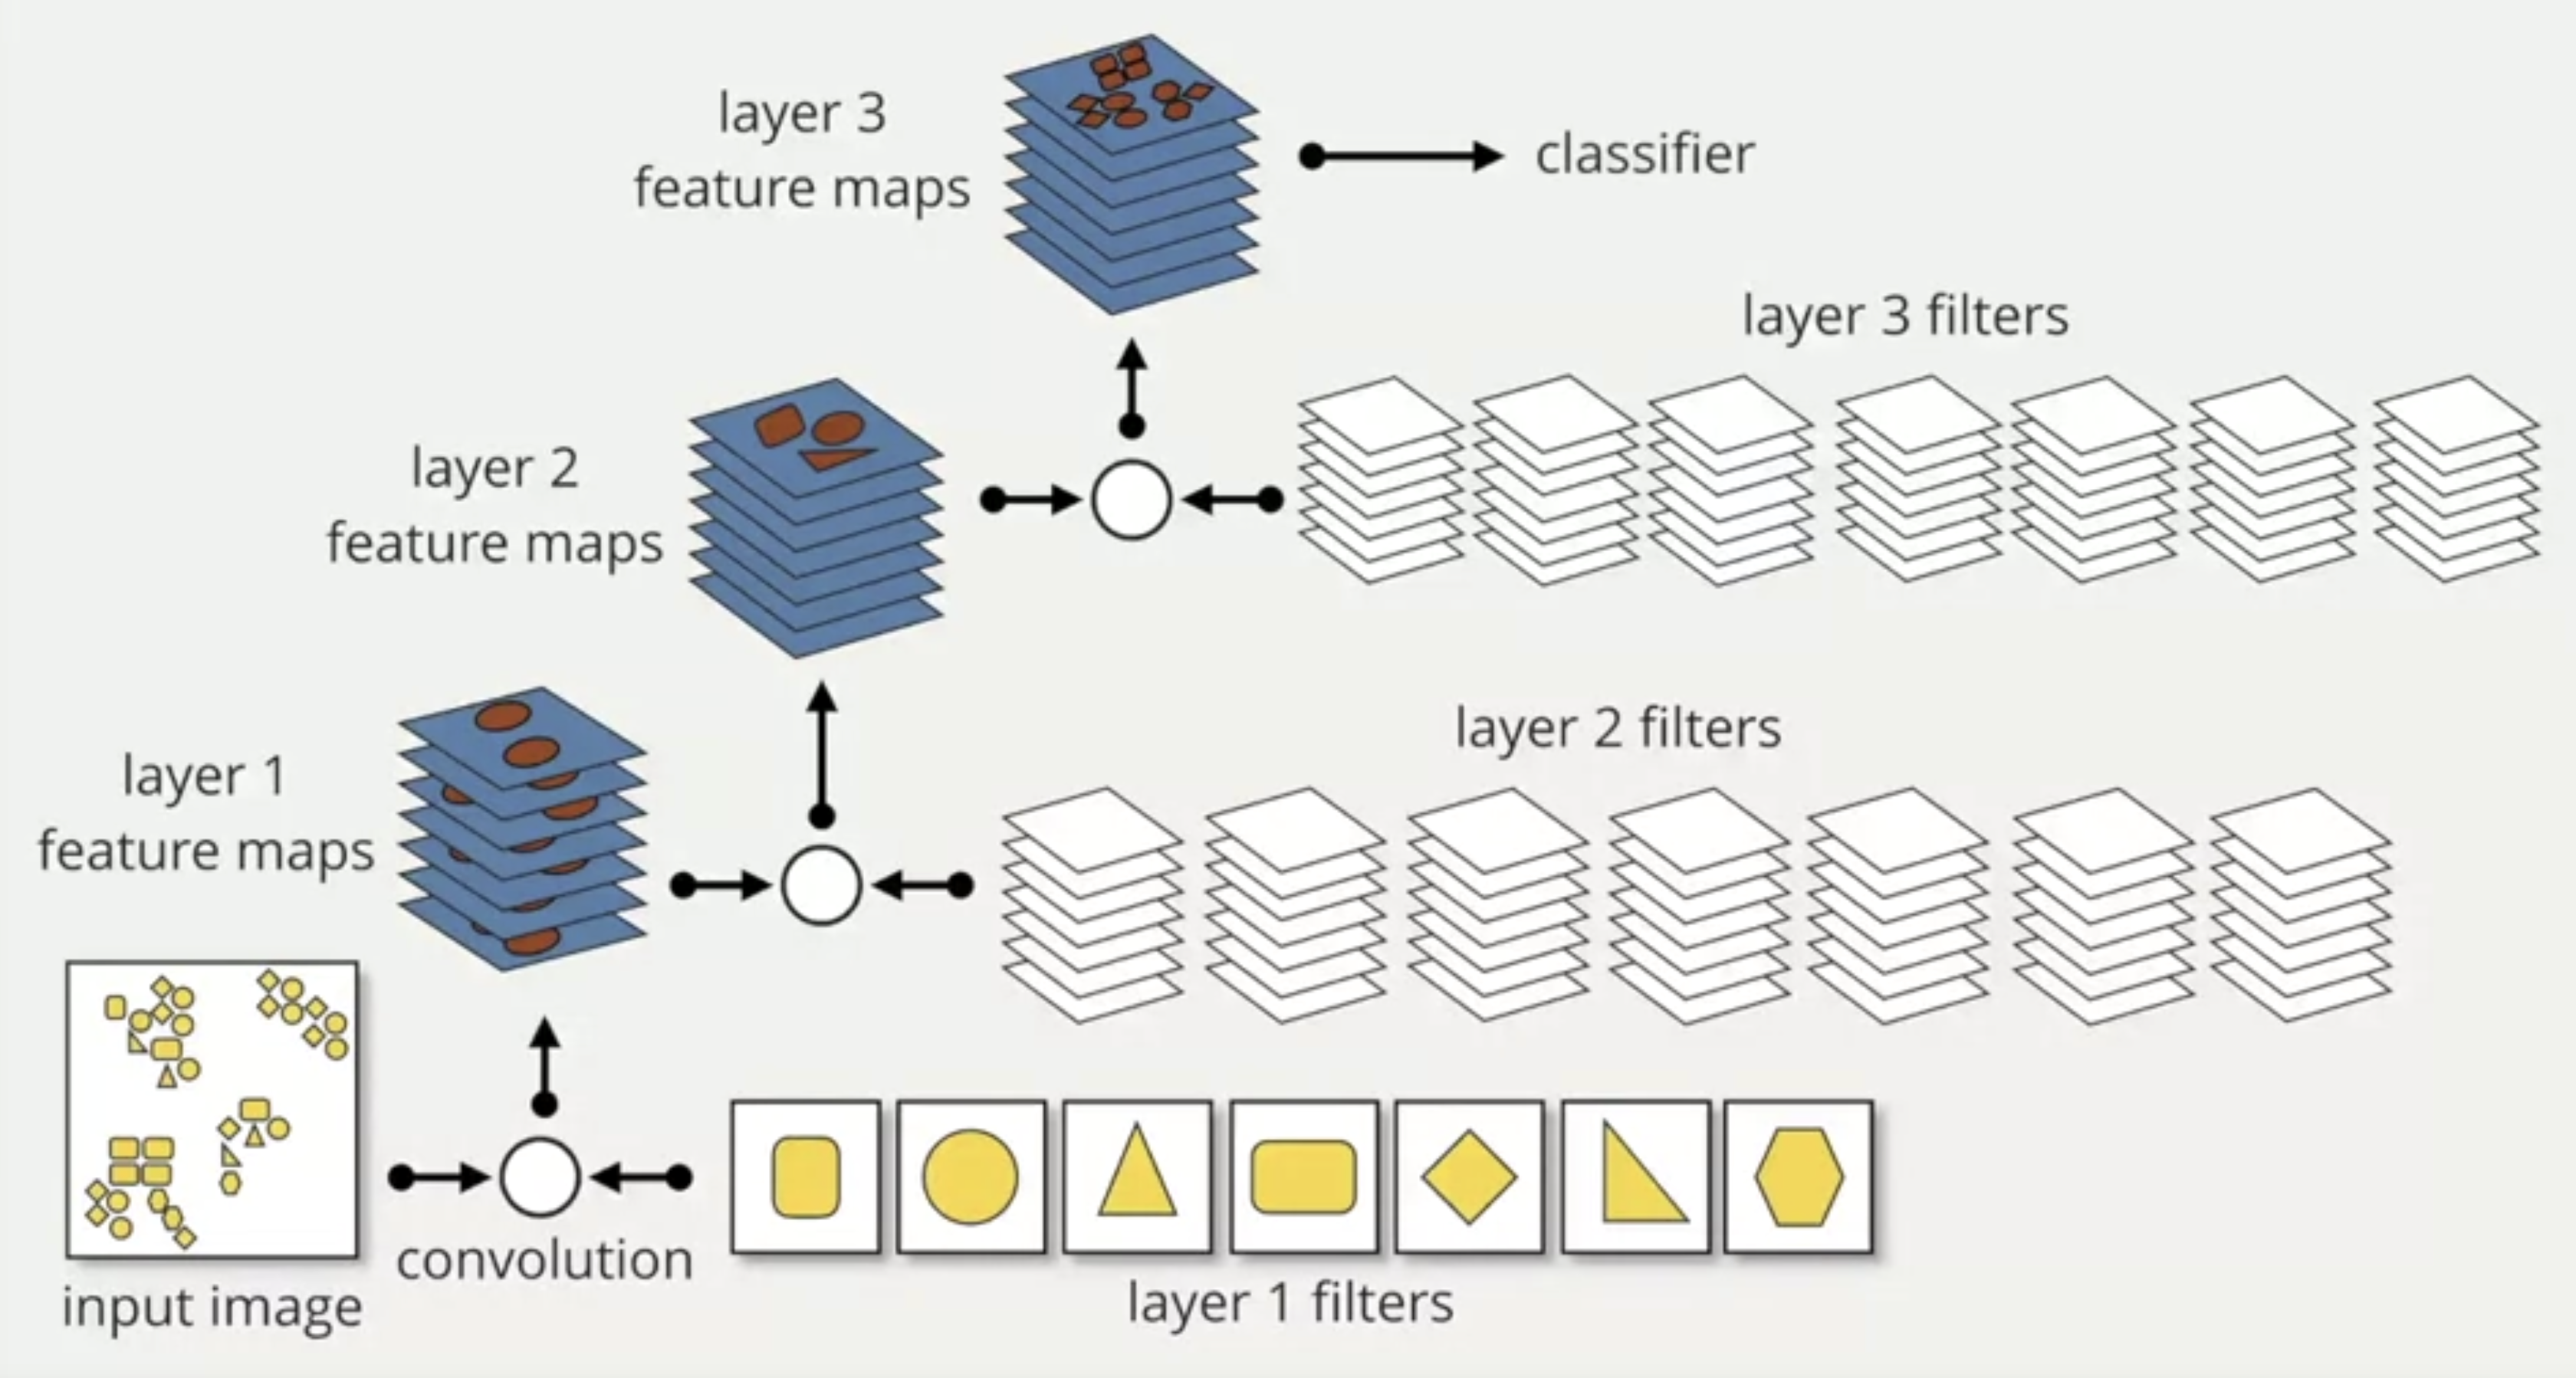 layer 3
feature maps
classifier
layer 3 filters
layer 2
feature maps
layer 2 filters
layer 1
feature maps
convolution
input image
layer 1 filters